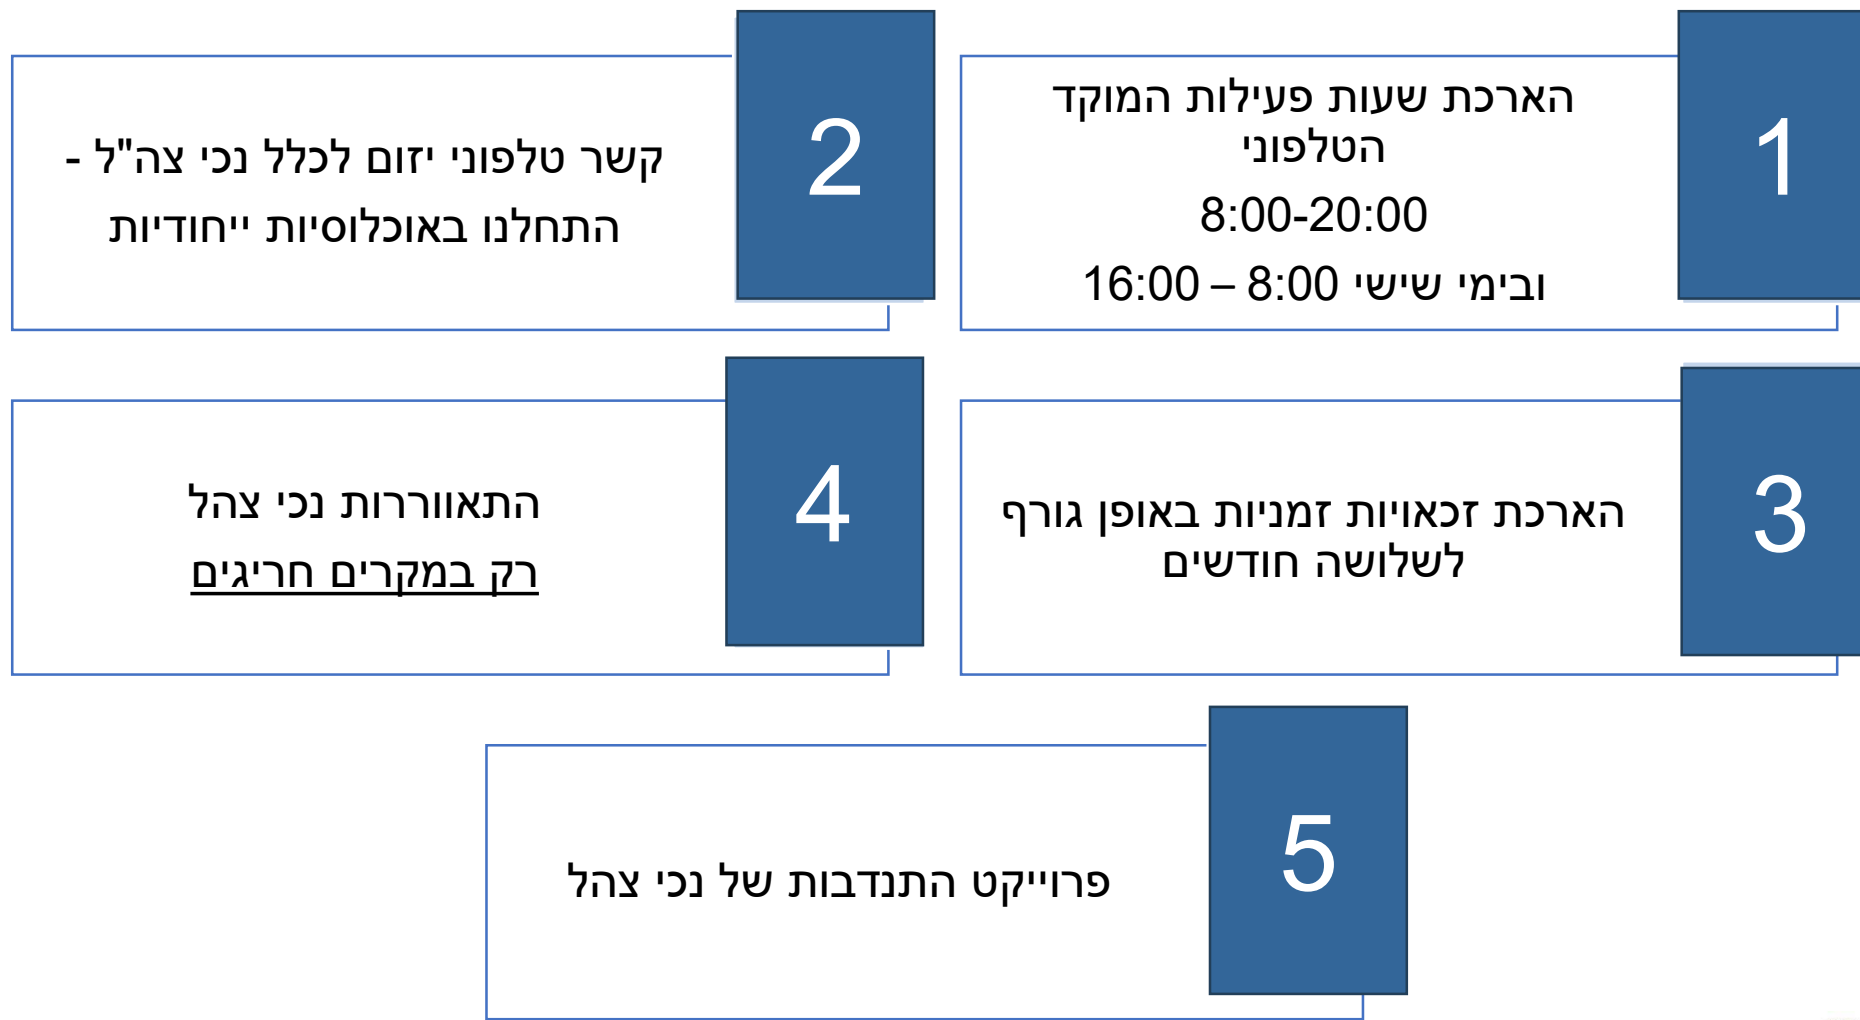 1
הארכת שעות פעילות המוקד
הטלפוני
8:00-20:00
ובימי שישי 8:00 – 16:00
2
קשר טלפוני יזום לכלל נכי צה"ל -
התחלנו באוכלוסיות ייחודיות
3
הארכת זכאויות זמניות באופן גורף
לשלושה חודשים
4
התאווררות נכי צהל
רק במקרים חריגים
5
פרוייקט התנדבות של נכי צהל